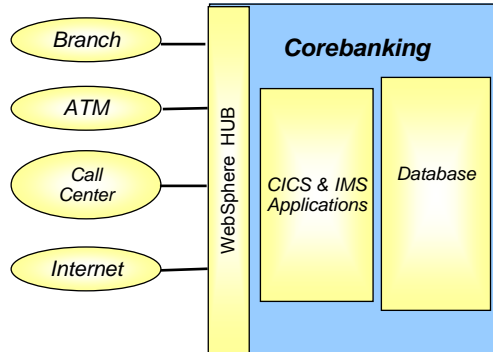 Branch
ATM
Call
Center
Internet
WebSphere HUB
Corebanking
CICS & IMS
Applications
Database